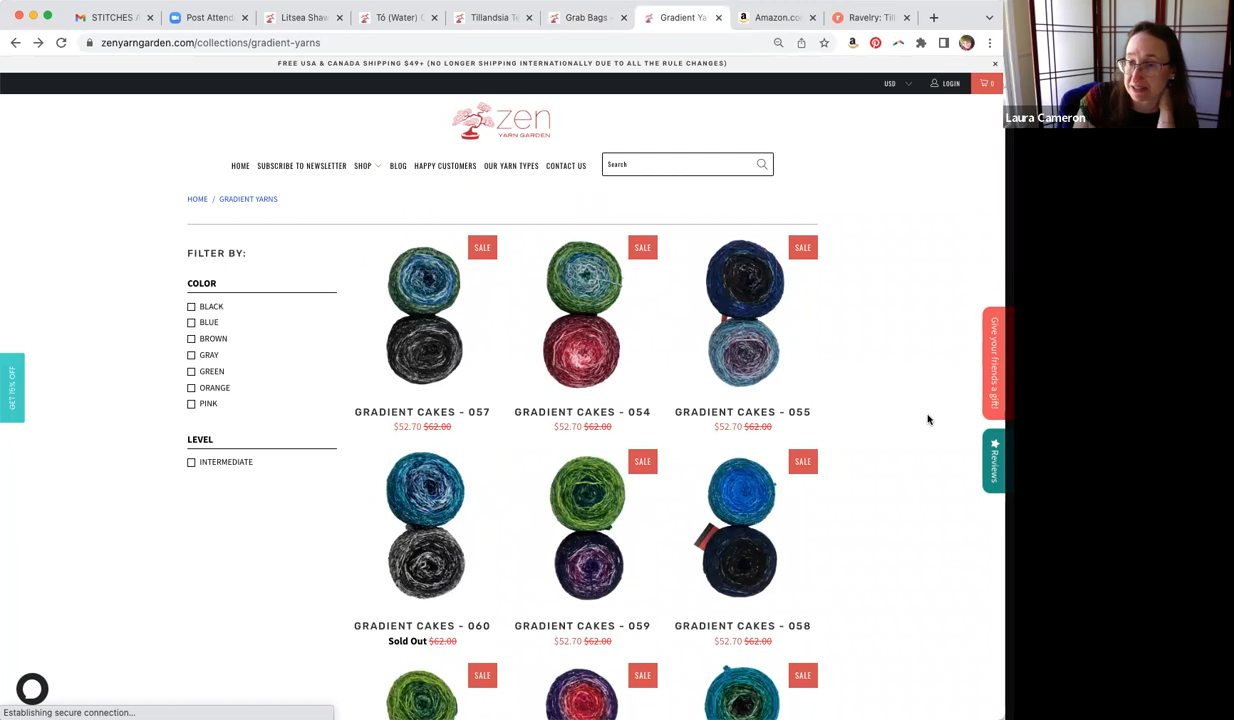 STITCHES A
Post Attend
Litsea Shaw
Tó (Water) C
Tillandsia Te
Grab Bags -
Gradient Ya
Amazon.co
Ravelry: Till
zenyarngarden.com/collections/gradient-yarns
FREE USA & CANADA SHIPPING $49+ (NO LONGER SHIPPING INTERNATIONALLY DUE TO ALL THE RULE CHANGES)
USD
LOGIN
0
Laura Cameron
zen
YARN GARDEN
HOME SUBSCRIBE TO NEWSLETTER SHOP BLOG HAPPY CUSTOMERS OUR YARN TYPES CONTACT US
Search
HOME / GRADIENT YARNS
FILTER BY:
COLOR
BLACK
BLUE
BROWN
GRAY
GREEN
ORANGE
PINK
LEVEL
INTERMEDIATE
SALE
SALE
SALE
GRADIENT CAKES - 057
$52.70 $62.00
GRADIENT CAKES - 054
$52.70 $62.00
GRADIENT CAKES - 055
$52.70 $62.00
SALE
SALE
GRADIENT CAKES - 060
Sold Out $62.00
GRADIENT CAKES - 059
$52.70 $62.00
GRADIENT CAKES - 058
$52.70 $62.00
SALE
SALE
SALE
GET 15% OFF
Give your friends a gift!
Reviews
Establishing secure connection...